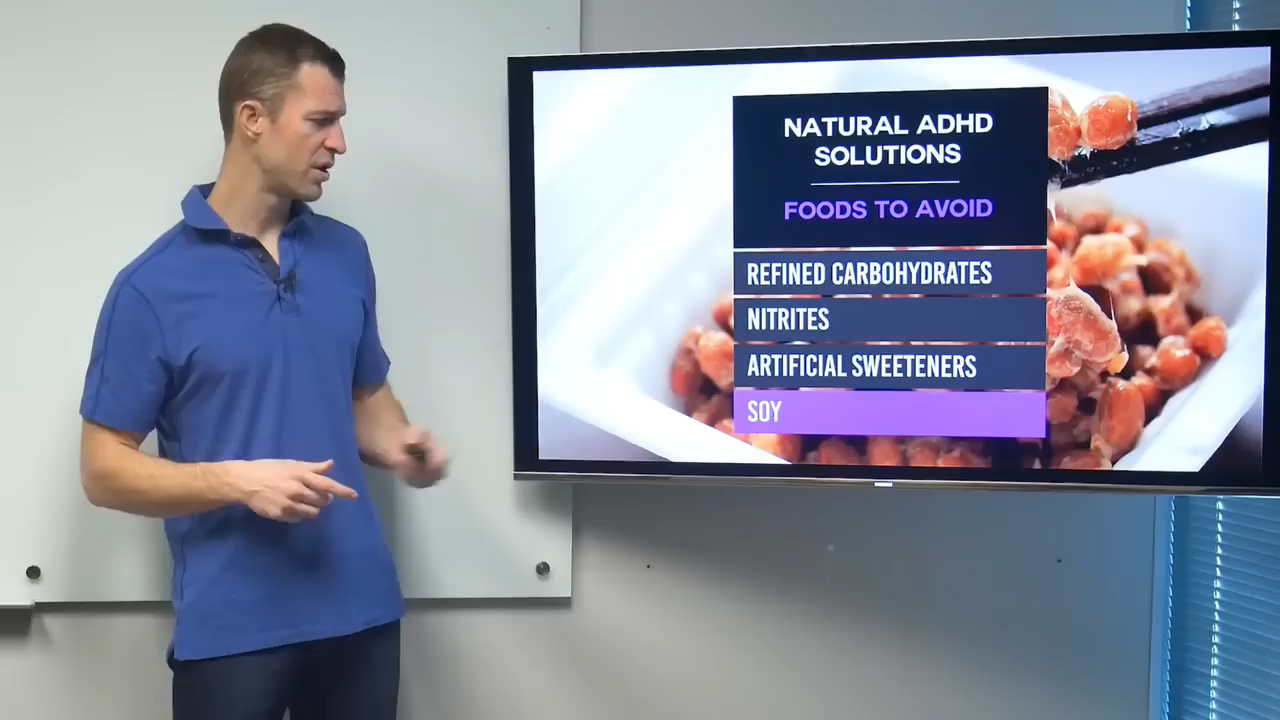 NATURAL ADHD
SOLUTIONS
FOODS TO AVOID
REFINED CARBOHYDRATES
NITRITES
ARTIFICIAL SWEETENERS
SOY